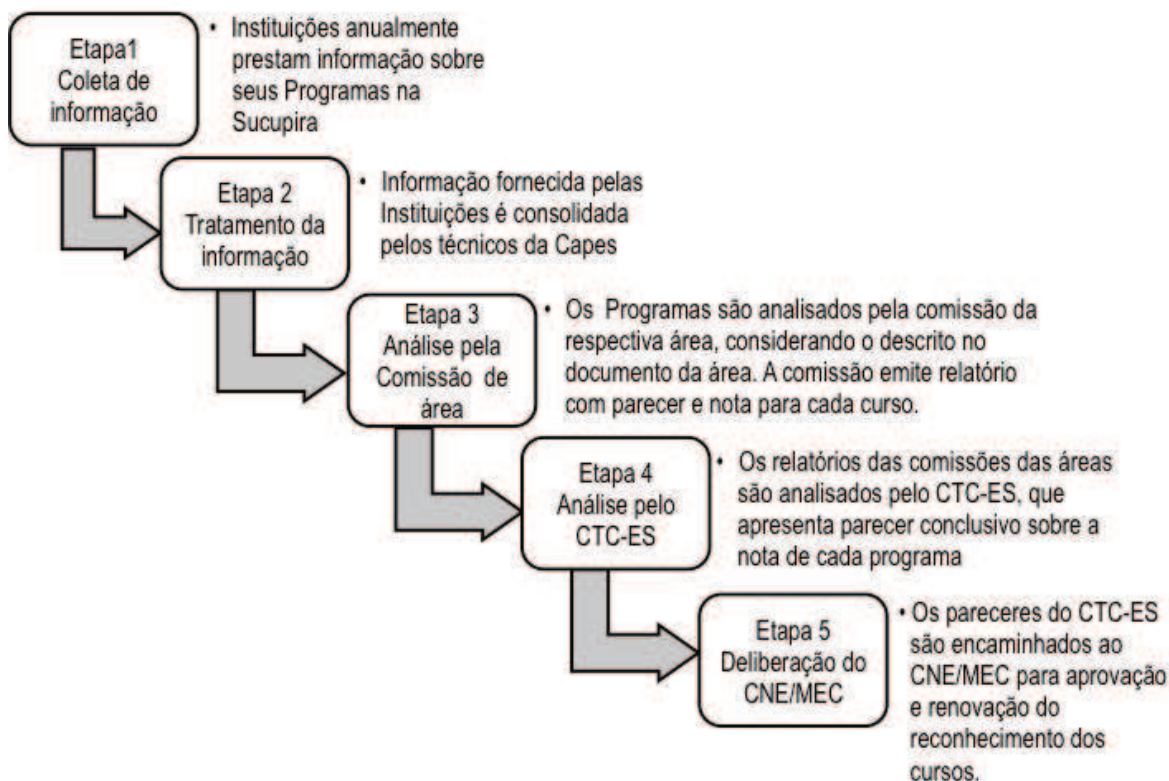 Etapa1
Coleta de
informação
• Instituições anualmente
prestam informação sobre
seus Programas na
Sucupira
Etapa 2
Tratamento da
informação
• Informação fornecida pelas
Instituições é consolidada
pelos técnicos da Capes
Etapa 3
Análise pela
Comissão de
área
• Os Programas são analisados pela comissão da
respectiva área, considerando o descrito no
documento da área. A comissão emite relatório
com parecer e nota para cada curso.
Etapa 4
Análise pelo
CTC-ES
• Os relatórios das comissões das áreas
são analisados pelo CTC-ES, que
apresenta parecer conclusivo sobre a
nota de cada programa
Etapa 5
Deliberação do
CNE/MEC
• Os pareceres do CTC-ES
são encaminhados ao
CNE/MEC para aprovação
e renovação do
reconhecimento dos
cursos.